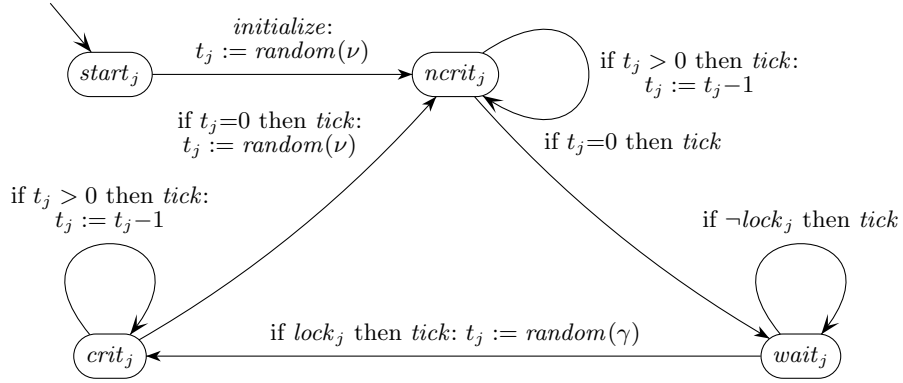 initialize:
t_j := random(ν)
start_j
ncrit_j
if t_j > 0 then tick:
t_j := t_j−1
if t_j=0 then tick:
t_j := random(ν)
if t_j=0 then tick
if t_j > 0 then tick:
t_j := t_j−1
if ¬lock_j then tick
if lock_j then tick: t_j := random(γ)
crit_j
wait_j